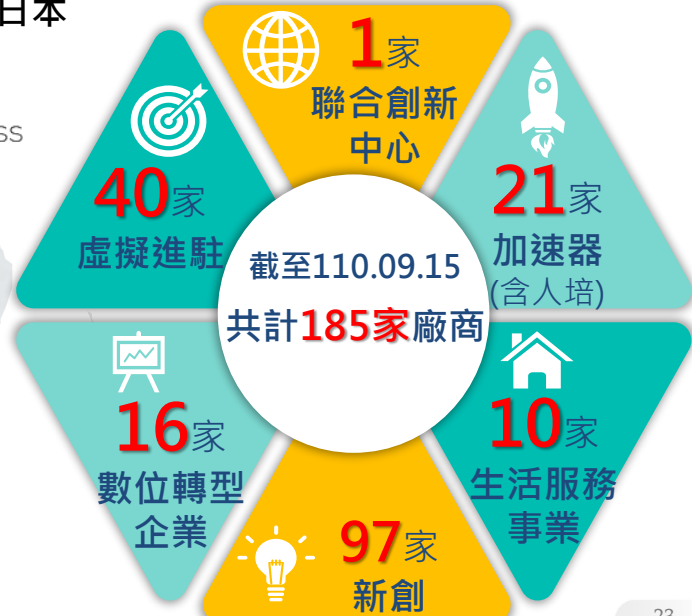 日本
ss
1家
聯合創新
中心
40家
虛擬進駐
21家
加速器
(含人培)
截至110.09.15
共計185家廠商
16家
數位轉型
企業
10家
生活服務
事業
97家
新創
23